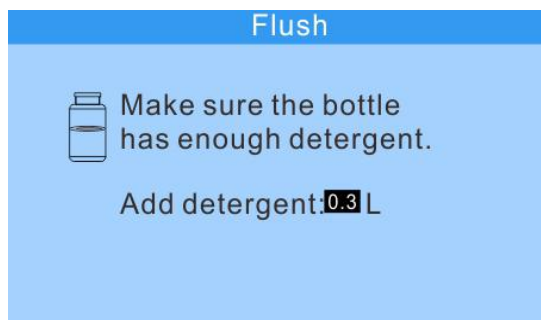 Flush
Make sure the bottle
has enough detergent.
Add detergent:0.3 L